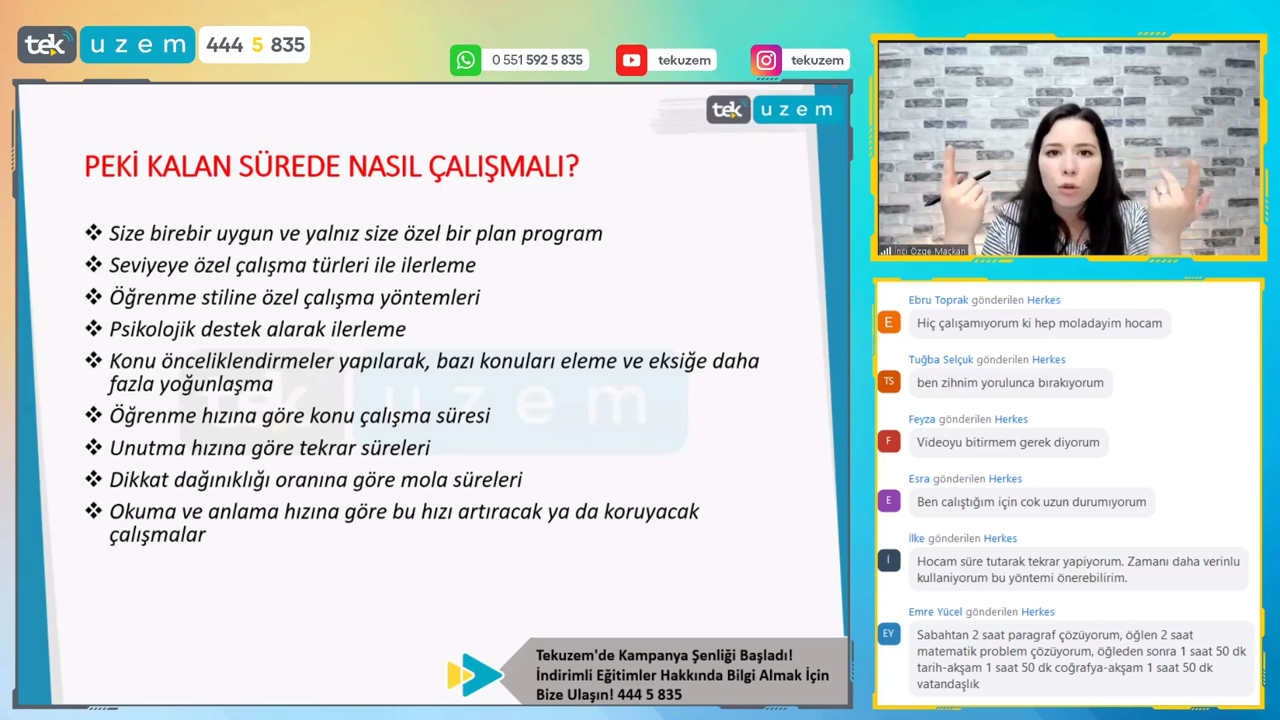 tek uzem 444 5 835
0 551 592 5 835
tekuzem
tekuzem
tek uzem
PEKİ KALAN SÜREDE NASIL ÇALIŞMALI?
❖ Size birebir uygun ve yalnız size özel bir plan program
❖ Seviyeye özel çalışma türleri ile ilerleme
❖ Öğrenme stiline özel çalışma yöntemleri
❖ Psikolojik destek alarak ilerleme
❖ Konu önceliklendirmeler yapılarak, bazı konuları eleme ve eksiğe daha
fazla yoğunlaşma
❖ Öğrenme hızına göre konu çalışma süresi
❖ Unutma hızına göre tekrar süreleri
❖ Dikkat dağınıklığı oranına göre mola süreleri
❖ Okuma ve anlama hızına göre bu hızı artıracak ya da koruyacak
çalışmalar
tek uzem
Tekuzem'de Kampanya Şenliği Başladı!
İndirimli Eğitimler Hakkında Bilgi Almak İçin
Bize Ulaşın! 444 5 835
İnci Özge Maçkan
Ebru Toprak gönderilen Herkes
E
Hiç çalışamıyorum ki hep moladayim hocam
Tuğba Selçuk gönderilen Herkes
TS
ben zihnim yorulunca bırakıyorum
Feyza gönderilen Herkes
F
Videoyu bitirmem gerek diyorum
Esra gönderilen Herkes
E
Ben calıştığım için cok uzun durumıyorum
İlke gönderilen Herkes
İ
Hocam süre tutarak tekrar yapiyorum. Zamanı daha verinlu
kullaniyorum bu yöntemi önerebilirim.
Emre Yücel gönderilen Herkes
EY
Sabahtan 2 saat paragraf çözüyorum, öğlen 2 saat
matematik problem çözüyorum, öğleden sonra 1 saat 50 dk
tarih-akşam 1 saat 50 dk coğrafya-akşam 1 saat 50 dk
vatandaşlık